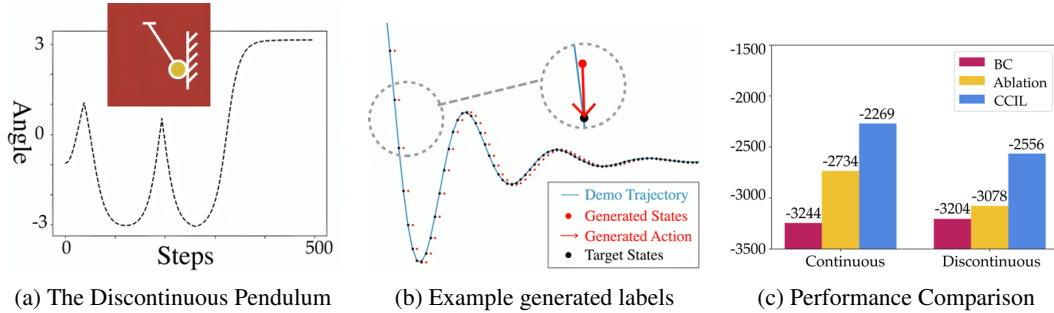 3
0
-3
Angle
0
500
Steps
Demo Trajectory
Generated States
Generated Action
Target States
-1500
-2000
-2500
-3000
-3500
BC
Ablation
CCIL
-3244
-2734
-2269
-3204
-3078
-2556
Continuous
Discontinuous
(a) The Discontinuous Pendulum
(b) Example generated labels
(c) Performance Comparison